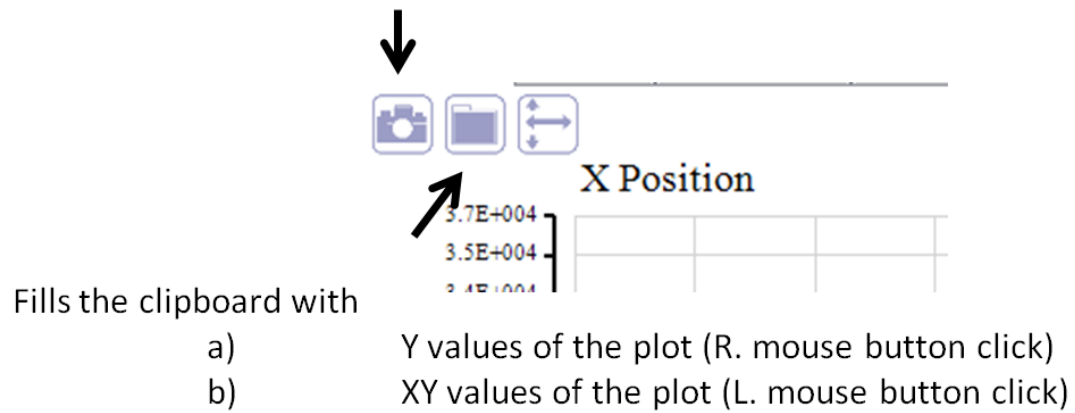 X Position
3.7E+004
3.5E+004
Fills the clipboard with
a) Y values of the plot (R. mouse button click)
b) XY values of the plot (L. mouse button click)